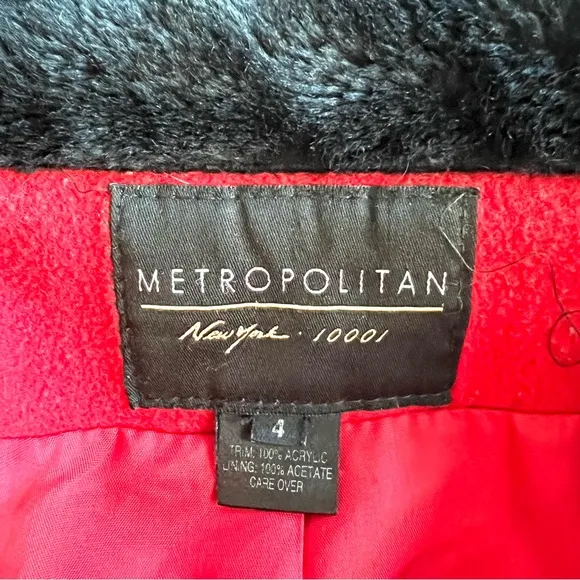 METROPOLITAN
New York · 10001
4
TRIM: 100% ACRYLIC
LINING: 100% ACETATE
CARE OVER